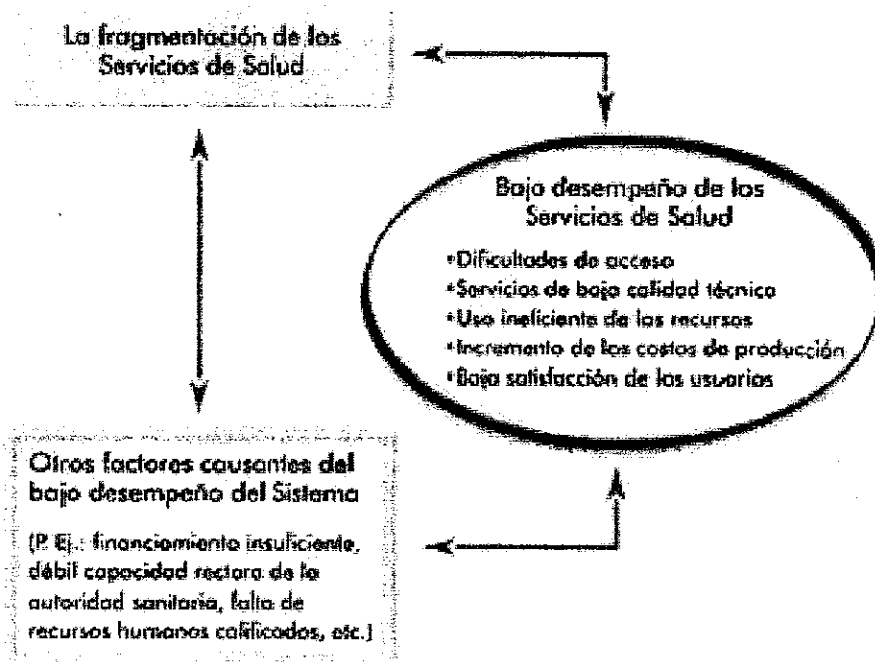 La fragmentación de los
Servicios de Salud
Bajo desempeño de los
Servicios de Salud
•Dificultades de acceso
•Servicios de baja calidad técnica
•Uso ineficiente de los recursos
•Incremento de los costos de producción
•Baja satisfacción de los usuarios
Otros factores causantes del
bajo desempeño del Sistema
(P. Ej.: financiamiento insuficiente,
débil capacidad rectora de la
autoridad sanitaria, falta de
recursos humanos calificados, etc.)